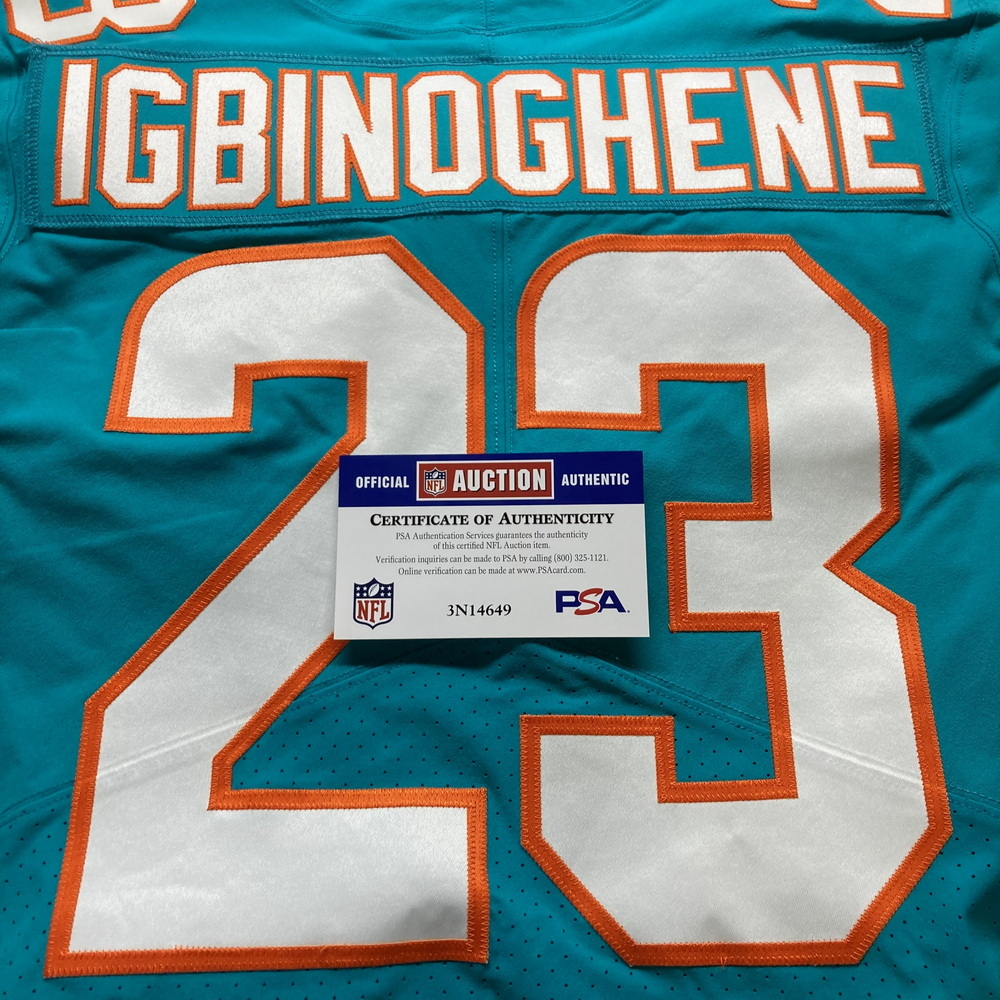 IGBINOGHENE
23
OFFICIAL NFL AUCTION AUTHENTIC
CERTIFICATE OF AUTHENTICITY
PSA Authentication Services guarantees the authenticity
of this certified NFL Auction item.
Verification inquiries can be made to PSA by calling (800) 325-1121.
Online verification can be made at www.PSAcard.com.
NFL 3N14649 PSA.